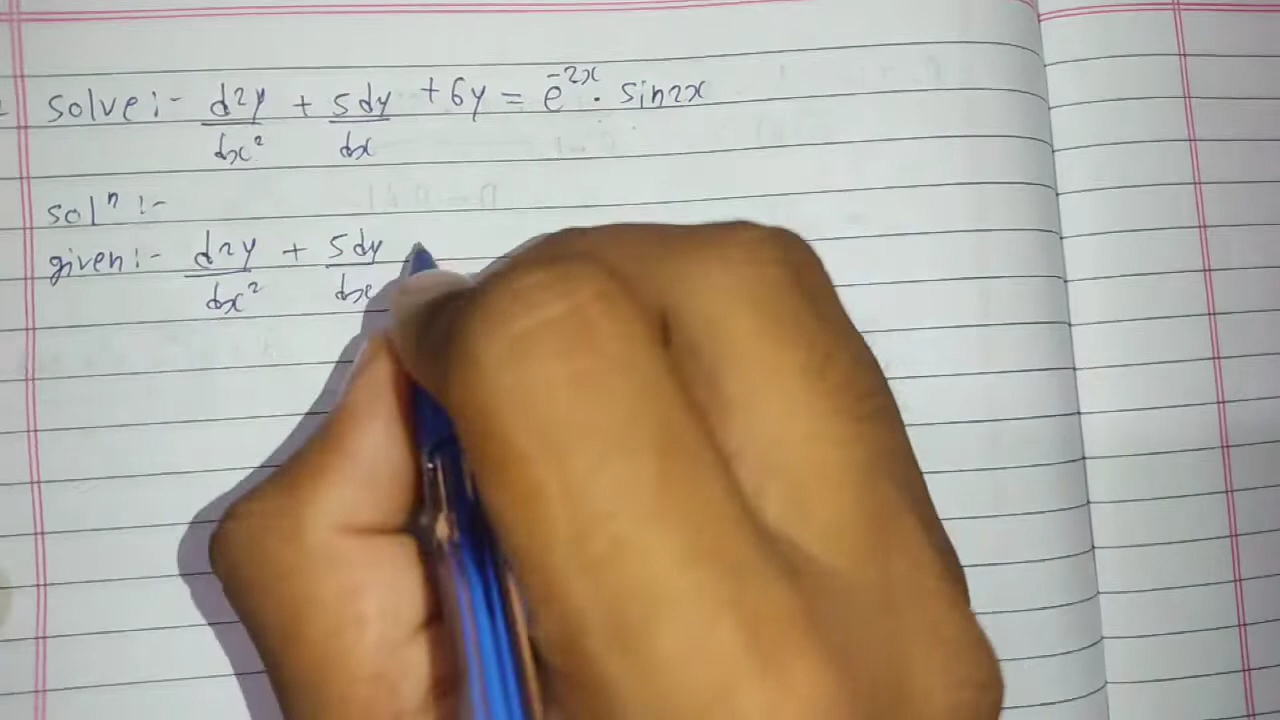 Solve:- d2y/dx² + 5dy/dx + 6y = e^-2x . sin2x
Solⁿ :-
given:- d2y/dx² + 5dy/dx